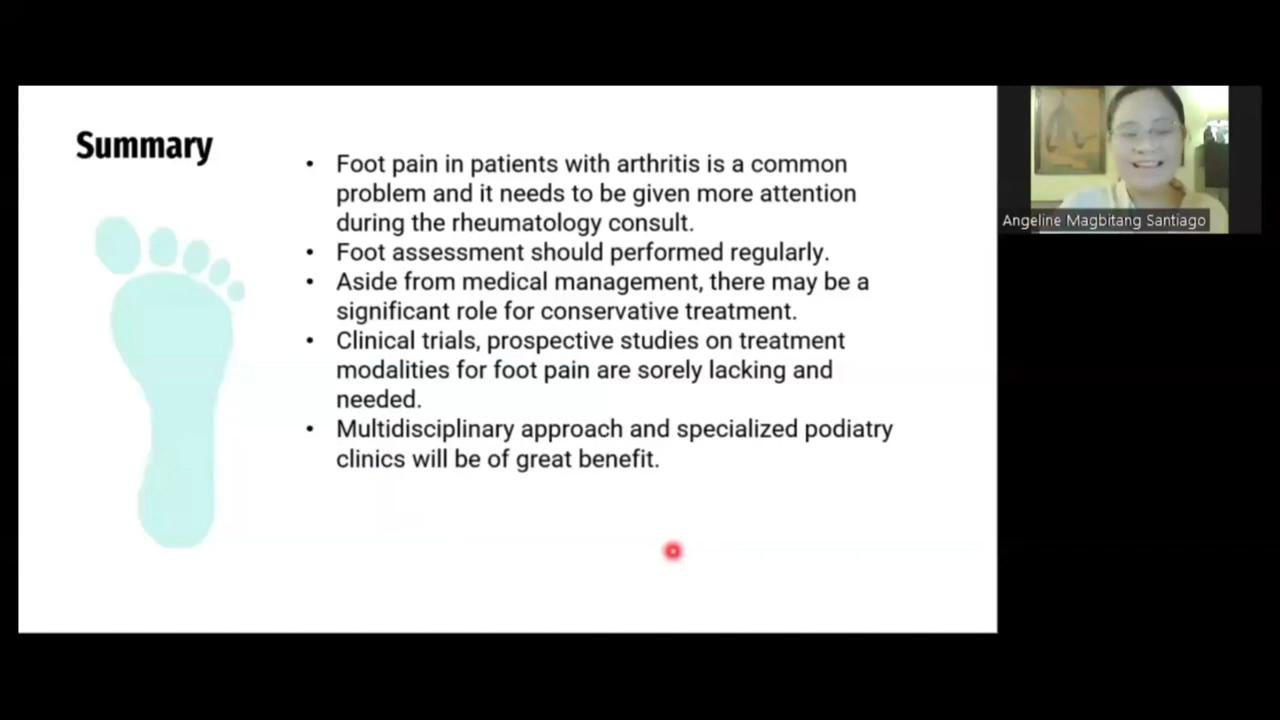 Summary
• Foot pain in patients with arthritis is a common
problem and it needs to be given more attention
during the rheumatology consult.
• Foot assessment should performed regularly.
• Aside from medical management, there may be a
significant role for conservative treatment.
• Clinical trials, prospective studies on treatment
modalities for foot pain are sorely lacking and
needed.
• Multidisciplinary approach and specialized podiatry
clinics will be of great benefit.
Angeline Magbitang Santiago